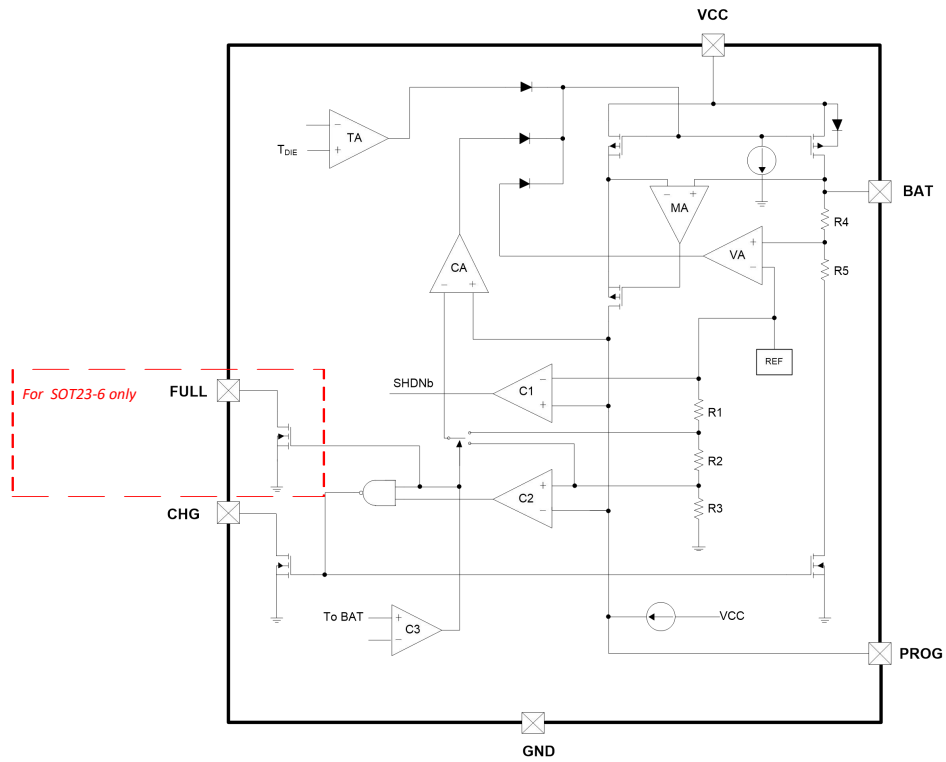 VCC
TA
−
+
TDIE
−
+
MA
BAT
R4
VA
+
−
R5
CA
−
+
REF
For SOT23-6 only
FULL
SHDNb
C1
−
+
R1
R2
C2
+
−
R3
CHG
To BAT
+
−
C3
VCC
PROG
GND